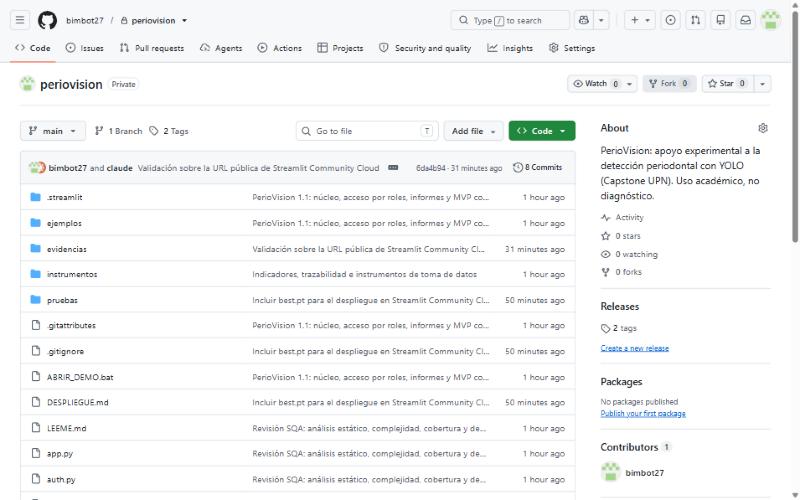 bimbot27 / periovision
Type / to search
Code Issues Pull requests Agents Actions Projects Security and quality Insights Settings
periovision Private
Watch 0 Fork 0 Star 0
main 1 Branch 2 Tags Go to file T Add file Code
bimbot27 and claude Validación sobre la URL pública de Streamlit Community Cloud 6da4b94 · 31 minutes ago 8 Commits
.streamlit PerioVision 1.1: núcleo, acceso por roles, informes y MVP co... 1 hour ago
ejemplos PerioVision 1.1: núcleo, acceso por roles, informes y MVP co... 1 hour ago
evidencias Validación sobre la URL pública de Streamlit Community Cl... 31 minutes ago
instrumentos Indicadores, trazabilidad e instrumentos de toma de datos 1 hour ago
pruebas Incluir best.pt para el despliegue en Streamlit Community Cl... 50 minutes ago
.gitattributes PerioVision 1.1: núcleo, acceso por roles, informes y MVP co... 1 hour ago
.gitignore Incluir best.pt para el despliegue en Streamlit Community Cl... 50 minutes ago
ABRIR_DEMO.bat PerioVision 1.1: núcleo, acceso por roles, informes y MVP co... 1 hour ago
DESPLIEGUE.md Incluir best.pt para el despliegue en Streamlit Community Cl... 50 minutes ago
LEEME.md Revisión SQA: análisis estático, complejidad, cobertura y de... 1 hour ago
app.py Revisión SQA: análisis estático, complejidad, cobertura y de... 1 hour ago
auth.py Revisión SQA: análisis estático, complejidad, cobertura y de... 1 hour ago
About
PerioVision: apoyo experimental a la
detección periodontal con YOLO
(Capstone UPN). Uso académico, no
diagnóstico.
Activity
0 stars
0 watching
0 forks
Releases
2 tags
Create a new release
Packages
No packages published
Publish your first package
Contributors 1
bimbot27